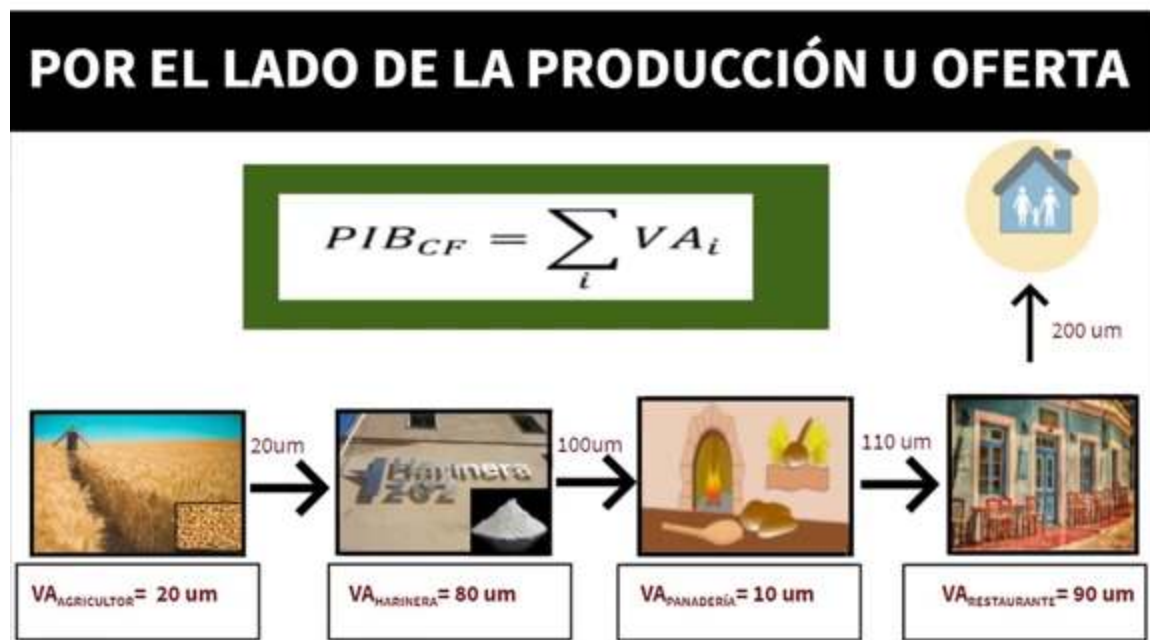 POR EL LADO DE LA PRODUCCIÓN U OFERTA
PIB_CF = ∑_i VA_i
200 um
20um
100um
110 um
Harinera
VA_AGRICULTOR= 20 um
VA_HARINERA= 80 um
VA_PANADERÍA= 10 um
VA_RESTAURANTE= 90 um